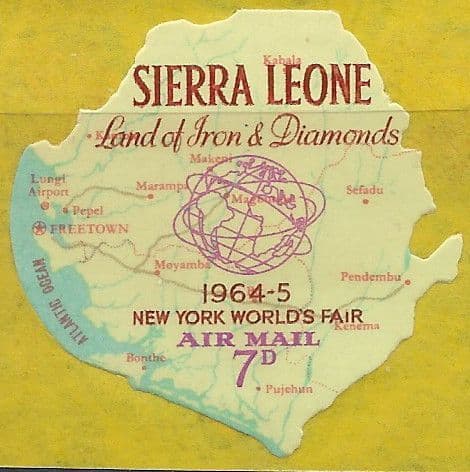 Kabala
SIERRA LEONE
Land of Iron & Diamonds
Makeni
Lungi
Airport
Marampa
Magburaka
Sefadu
Pepel
FREETOWN
Moyamba
Pendembu
1964-5
NEW YORK WORLD'S FAIR
Kenema
ATLANTIC OCEAN
AIR MAIL
Bonthe
7D
Pujehun